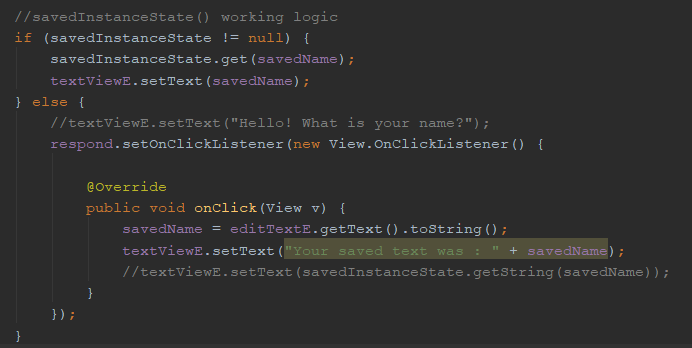 //savedInstanceState() working logic
if (savedInstanceState != null) {
    savedInstanceState.get(savedName);
    textViewE.setText(savedName);
} else {
    //textViewE.setText("Hello! What is your name?");
    respond.setOnClickListener(new View.OnClickListener() {

        @Override
        public void onClick(View v) {
            savedName = editTextE.getText().toString();
            textViewE.setText("Your saved text was : " + savedName);
            //textViewE.setText(savedInstanceState.getString(savedName));
        }
    });
}